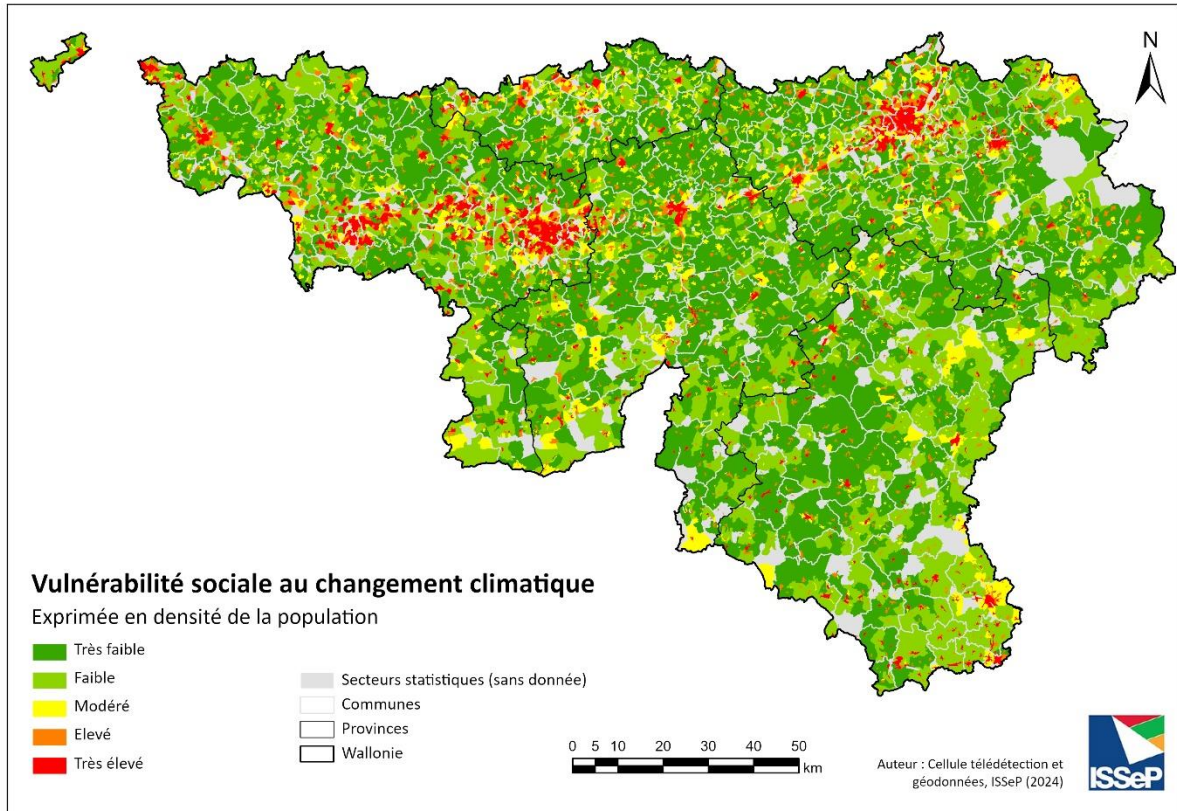 N
Vulnérabilité sociale au changement climatique
Exprimée en densité de la population
Très faible
Faible
Modéré
Elevé
Très élevé
Secteurs statistiques (sans donnée)
Communes
Provinces
Wallonie
0 5 10 20 30 40 50
km
Auteur : Cellule télédétection et
géodonnées, ISSeP (2024)
ISSeP